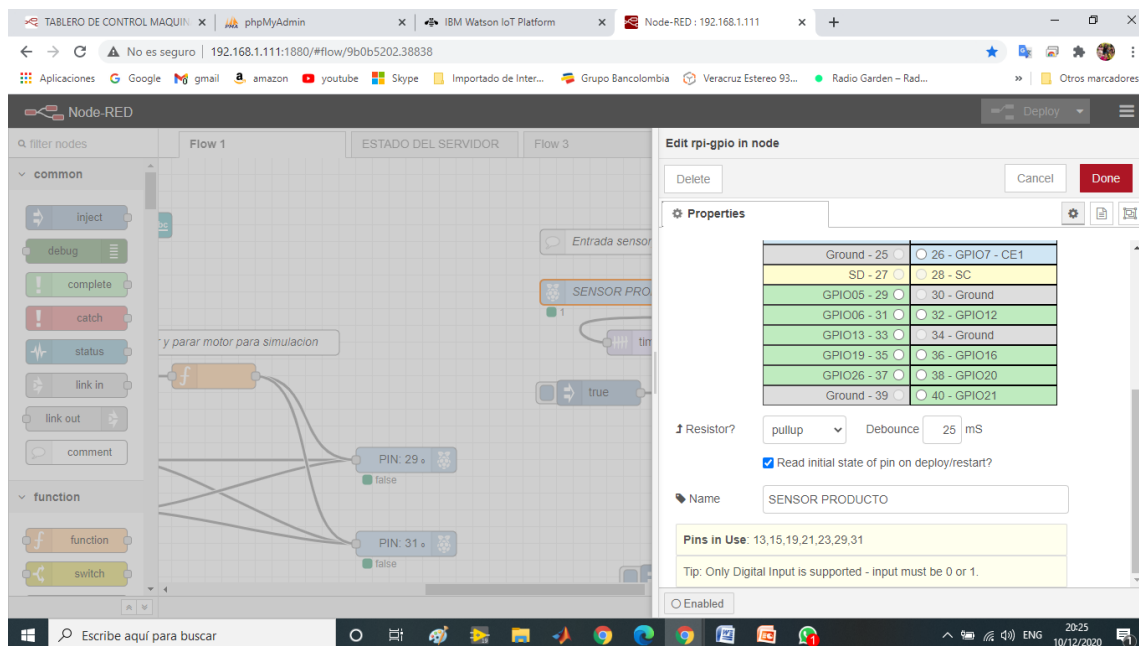 TABLERO DE CONTROL MAQUIN
phpMyAdmin
IBM Watson IoT Platform
Node-RED : 192.168.1.111
No es seguro | 192.168.1.111:1880/#flow/9b0b5202.38838
Aplicaciones Google gmail amazon youtube Skype Importado de Inter... Grupo Bancolombia Veracruz Estereo 93... Radio Garden – Rad... » Otros marcadores
Node-RED
Deploy
filter nodes
Flow 1
ESTADO DEL SERVIDOR
Flow 3
common
inject
debug
complete
catch
status
link in
link out
comment
function
function
switch
y parar motor para simulacion
PIN: 29
false
PIN: 31
false
Entrada sensor
SENSOR PRO
1
tim
true
Edit rpi-gpio in node
Delete
Cancel
Done
Properties
Ground - 25 26 - GPIO7 - CE1
SD - 27 28 - SC
GPIO05 - 29 30 - Ground
GPIO06 - 31 32 - GPIO12
GPIO13 - 33 34 - Ground
GPIO19 - 35 36 - GPIO16
GPIO26 - 37 38 - GPIO20
Ground - 39 40 - GPIO21
Resistor? pullup Debounce 25 mS
Read initial state of pin on deploy/restart?
Name SENSOR PRODUCTO
Pins in Use: 13,15,19,21,23,29,31
Tip: Only Digital Input is supported - input must be 0 or 1.
Enabled
Escribe aquí para buscar
ENG
20:25
10/12/2020